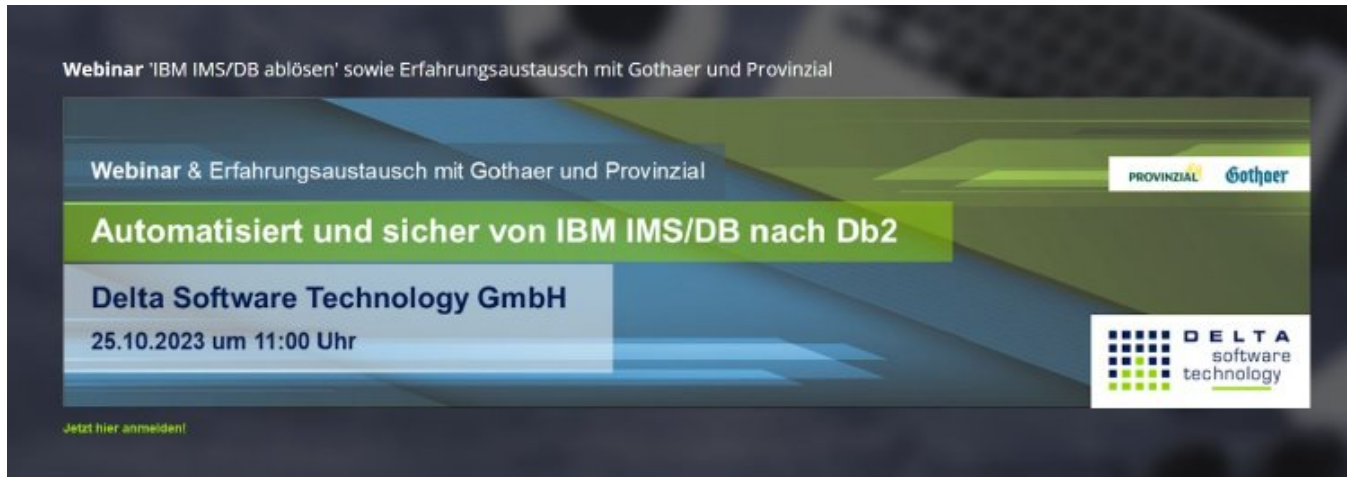 Webinar 'IBM IMS/DB ablösen' sowie Erfahrungsaustausch mit Gothaer und Provinzial
Webinar & Erfahrungsaustausch mit Gothaer und Provinzial
PROVINZIAL Gothaer
Automatisiert und sicher von IBM IMS/DB nach Db2
Delta Software Technology GmbH
25.10.2023 um 11:00 Uhr
DELTA
software
technology
Jetzt hier anmelden!